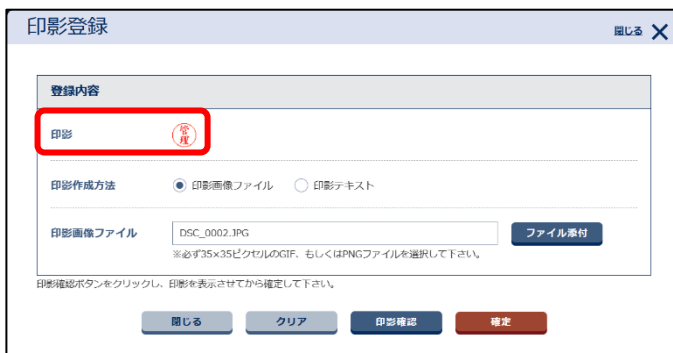 印影登録
閉じる
登録内容
印影
管理
印影作成方法 印影画像ファイル 印影テキスト
印影画像ファイル DSC_0002.JPG ファイル添付
※必ず35×35ピクセルのGIF、もしくはPNGファイルを選択して下さい。
印影確認ボタンをクリックし、印影を表示させてから確定して下さい。
閉じる クリア 印影確認 確定